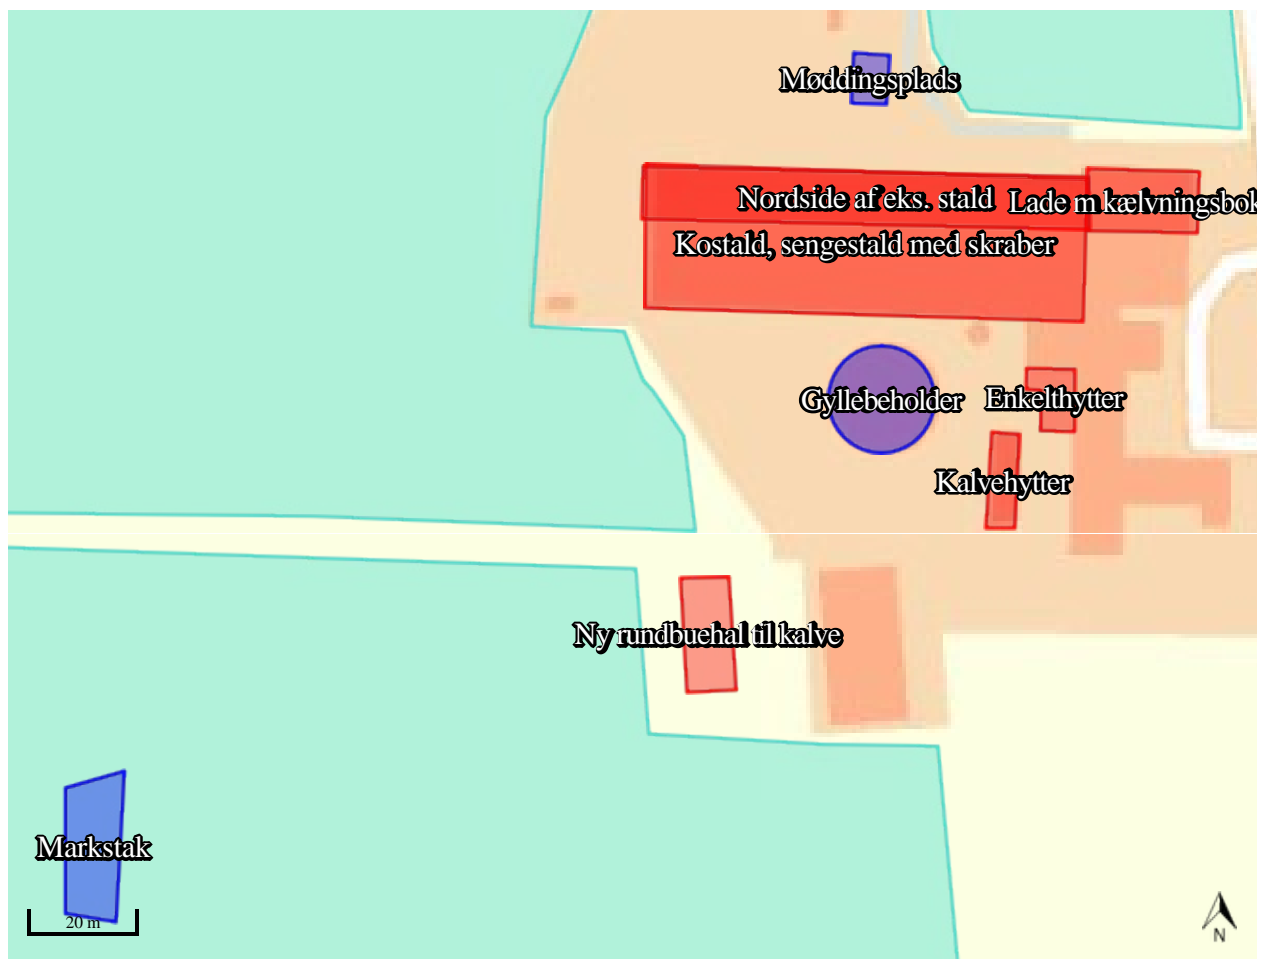 Møddingsplads
Nordside af eks. stald
Lade m kælvningsbok
Kostald, sengestald med skraber
Gyllebeholder
Enkelthytter
Kalvehytter
Ny rundbuehal til kalve
Markstak
20 m
N